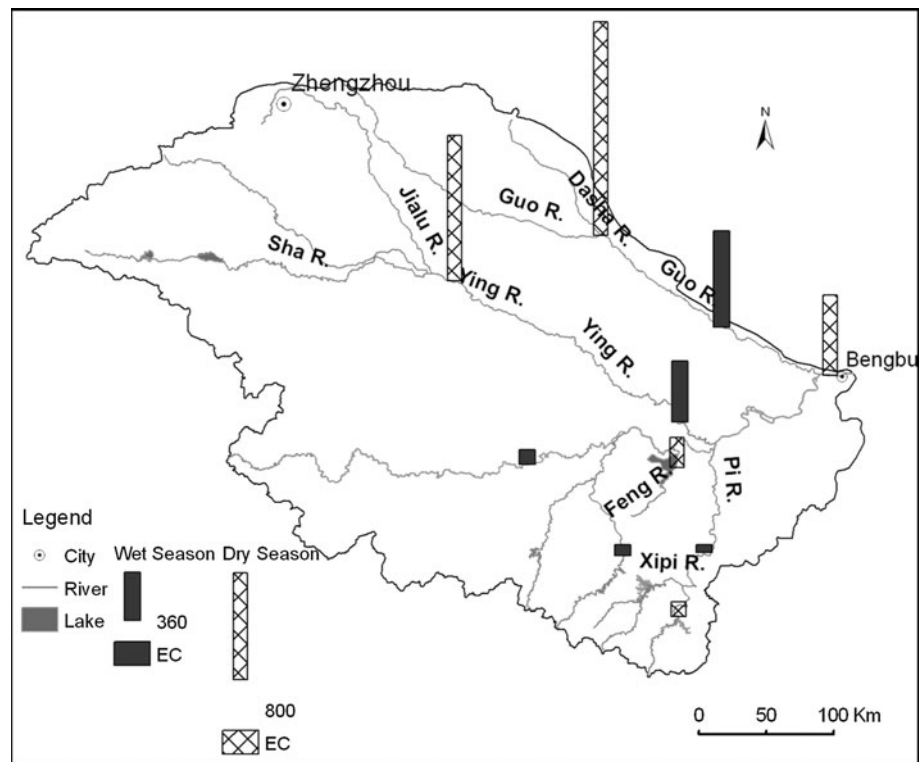 Zhengzhou
N
Dasha R.
Guo R.
Jialu R.
Sha R.
Guo R.
Ying R.
Ying R.
Bengbu
Pi R.
Feng R.
Xipi R.
Legend
City
River
Lake
Wet Season
360
EC
Dry Season
800
EC
0 50 100 Km